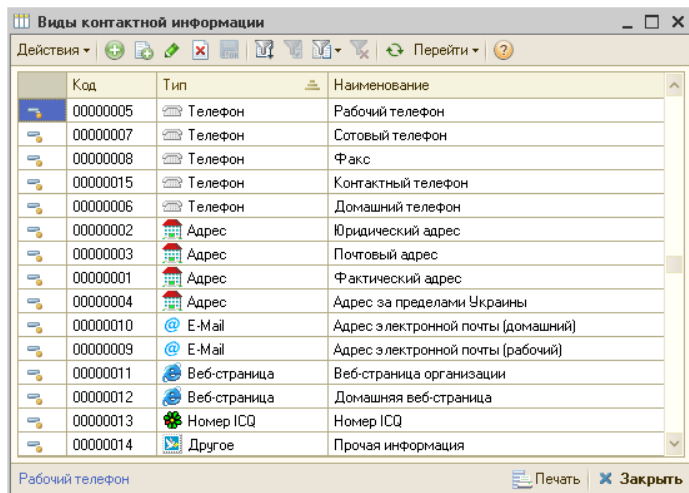 Виды контактной информации
Действия Перейти
Код Тип Наименование
00000005 Телефон Рабочий телефон
00000007 Телефон Сотовый телефон
00000008 Телефон Факс
00000015 Телефон Контактный телефон
00000006 Телефон Домашний телефон
00000002 Адрес Юридический адрес
00000003 Адрес Почтовый адрес
00000001 Адрес Фактический адрес
00000004 Адрес Адрес за пределами Украины
00000010 E-Mail Адрес электронной почты (домашний)
00000009 E-Mail Адрес электронной почты (рабочий)
00000011 Веб-страница Веб-страница организации
00000012 Веб-страница Домашняя веб-страница
00000013 Номер ICQ Номер ICQ
00000014 Другое Прочая информация
Рабочий телефон Печать Закрыть